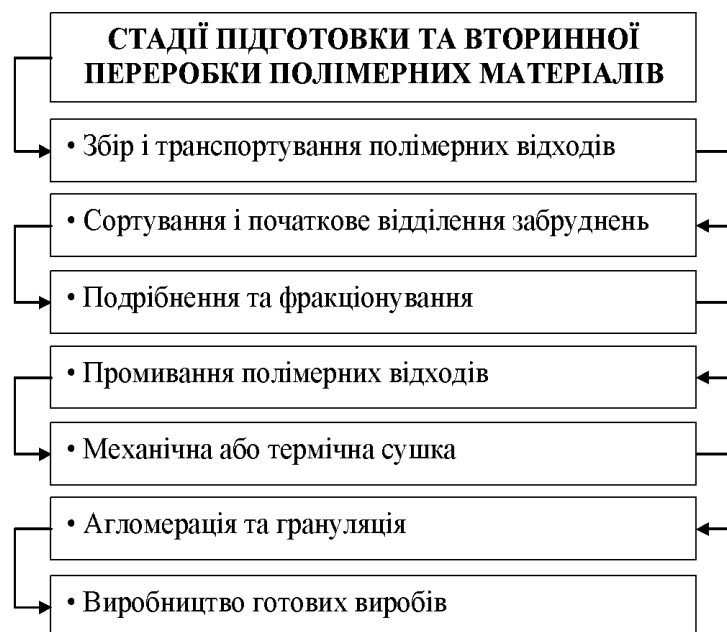 СТАДІЇ ПІДГОТОВКИ ТА ВТОРИННОЇ
ПЕРЕРОБКИ ПОЛІМЕРНИХ МАТЕРІАЛІВ
• Збір і транспортування полімерних відходів
• Сортування і початкове відділення забруднень
• Подрібнення та фракціонування
• Промивання полімерних відходів
• Механічна або термічна сушка
• Агломерація та грануляція
• Виробництво готових виробів